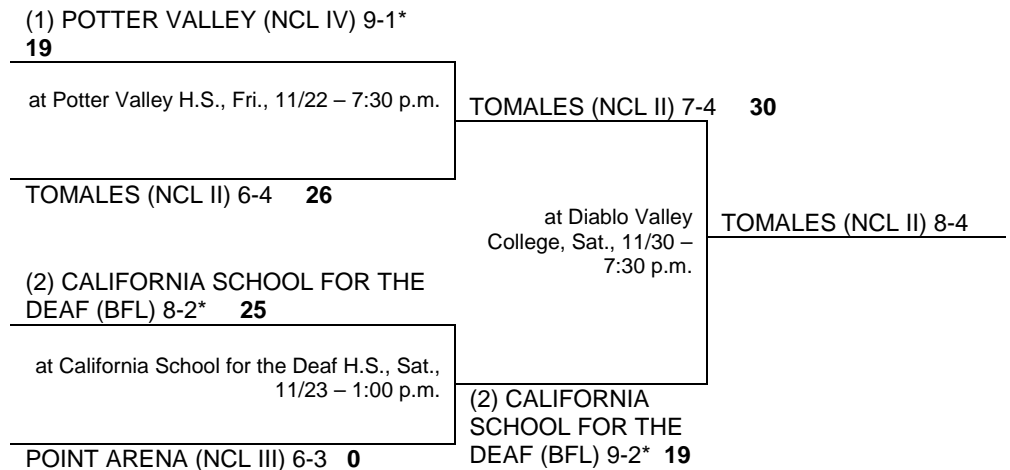 (1) POTTER VALLEY (NCL IV) 9-1*
19
at Potter Valley H.S., Fri., 11/22 – 7:30 p.m.
TOMALES (NCL II) 7-4 30
TOMALES (NCL II) 6-4 26
at Diablo Valley
College, Sat., 11/30 –
7:30 p.m.
TOMALES (NCL II) 8-4
(2) CALIFORNIA SCHOOL FOR THE
DEAF (BFL) 8-2* 25
at California School for the Deaf H.S., Sat.,
11/23 – 1:00 p.m.
(2) CALIFORNIA
SCHOOL FOR THE
DEAF (BFL) 9-2* 19
POINT ARENA (NCL III) 6-3 0